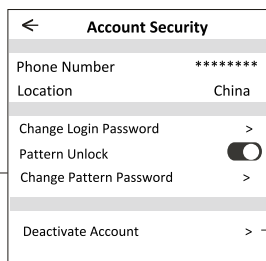 Account Security
Phone Number ********
Location China
Change Login Password >
Pattern Unlock
Change Pattern Password >
Deactivate Account >